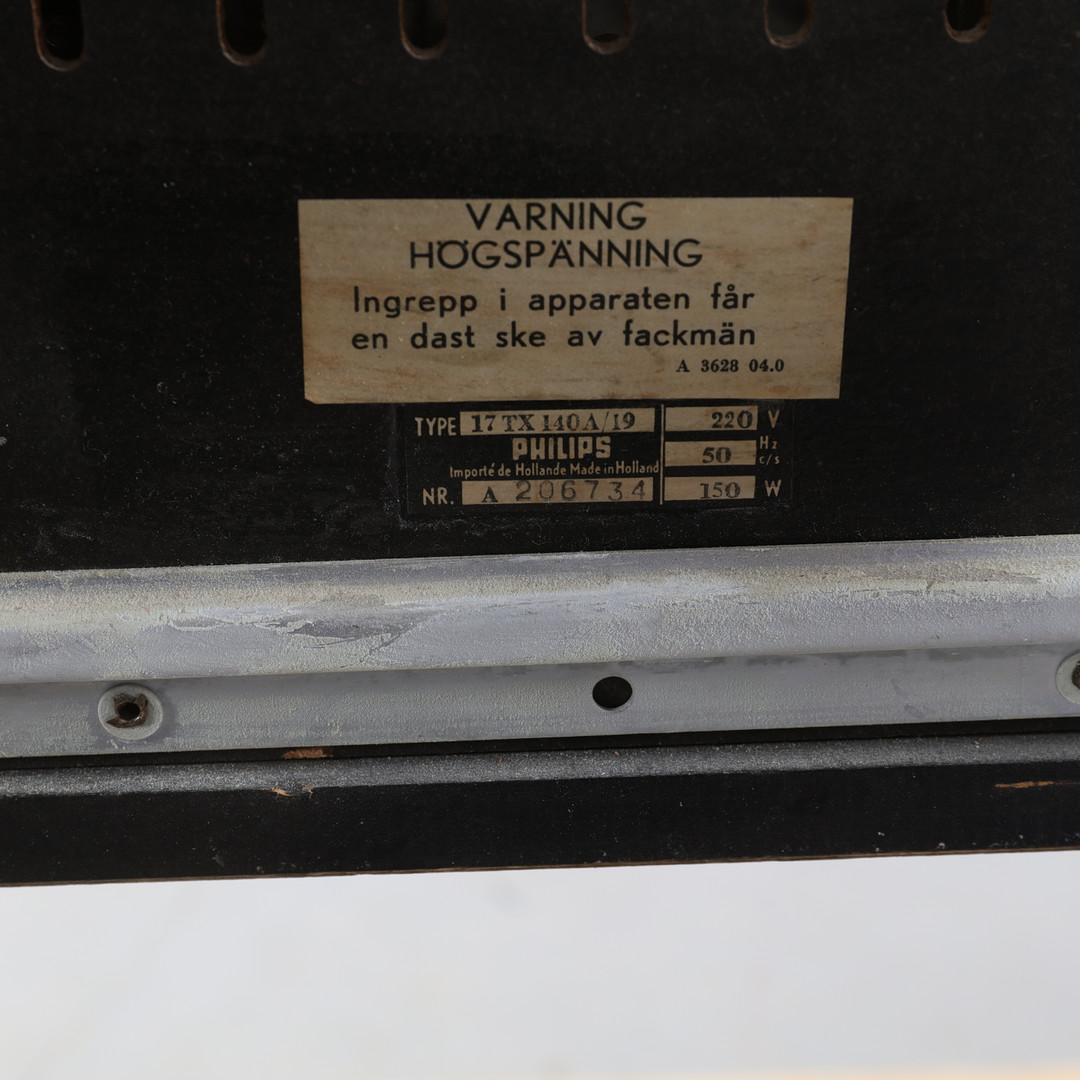 VARNING
HÖGSPÄNNING
Ingrepp i apparaten får
en dast ske av fackmän
A 3628 04.0
TYPE 17 TX 140 A/19 220 V
PHILIPS 50 Hz c/s
Importé de Hollande Made in Holland
NR. A 206734 150 W